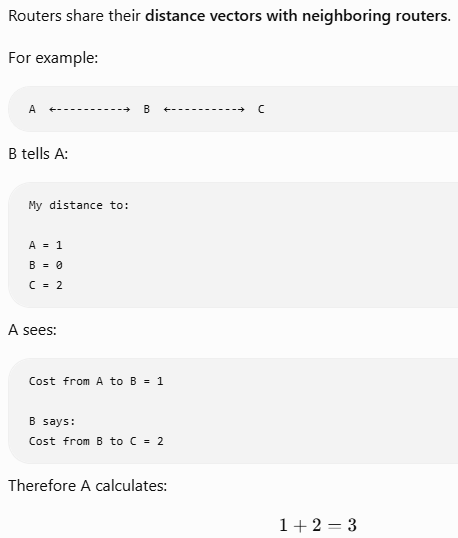 Routers share their distance vectors with neighboring routers.
For example:
A ←----------→ B ←----------→ C
B tells A:
My distance to:
A = 1
B = 0
C = 2
A sees:
Cost from A to B = 1
B says:
Cost from B to C = 2
Therefore A calculates:
1 + 2 = 3